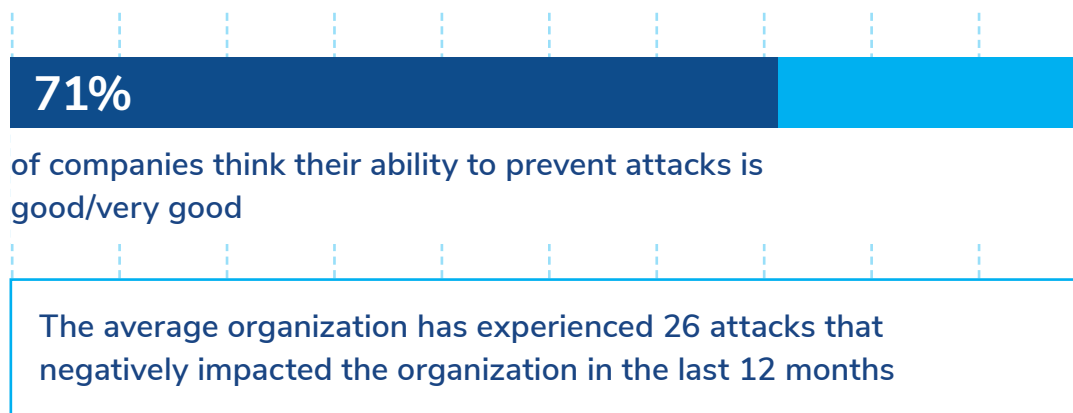 71%
of companies think their ability to prevent attacks is
good/very good
The average organization has experienced 26 attacks that
negatively impacted the organization in the last 12 months